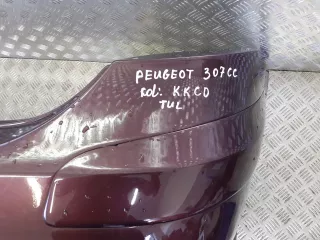 PEUGEOT 307CC
kol: KKCD
TUL